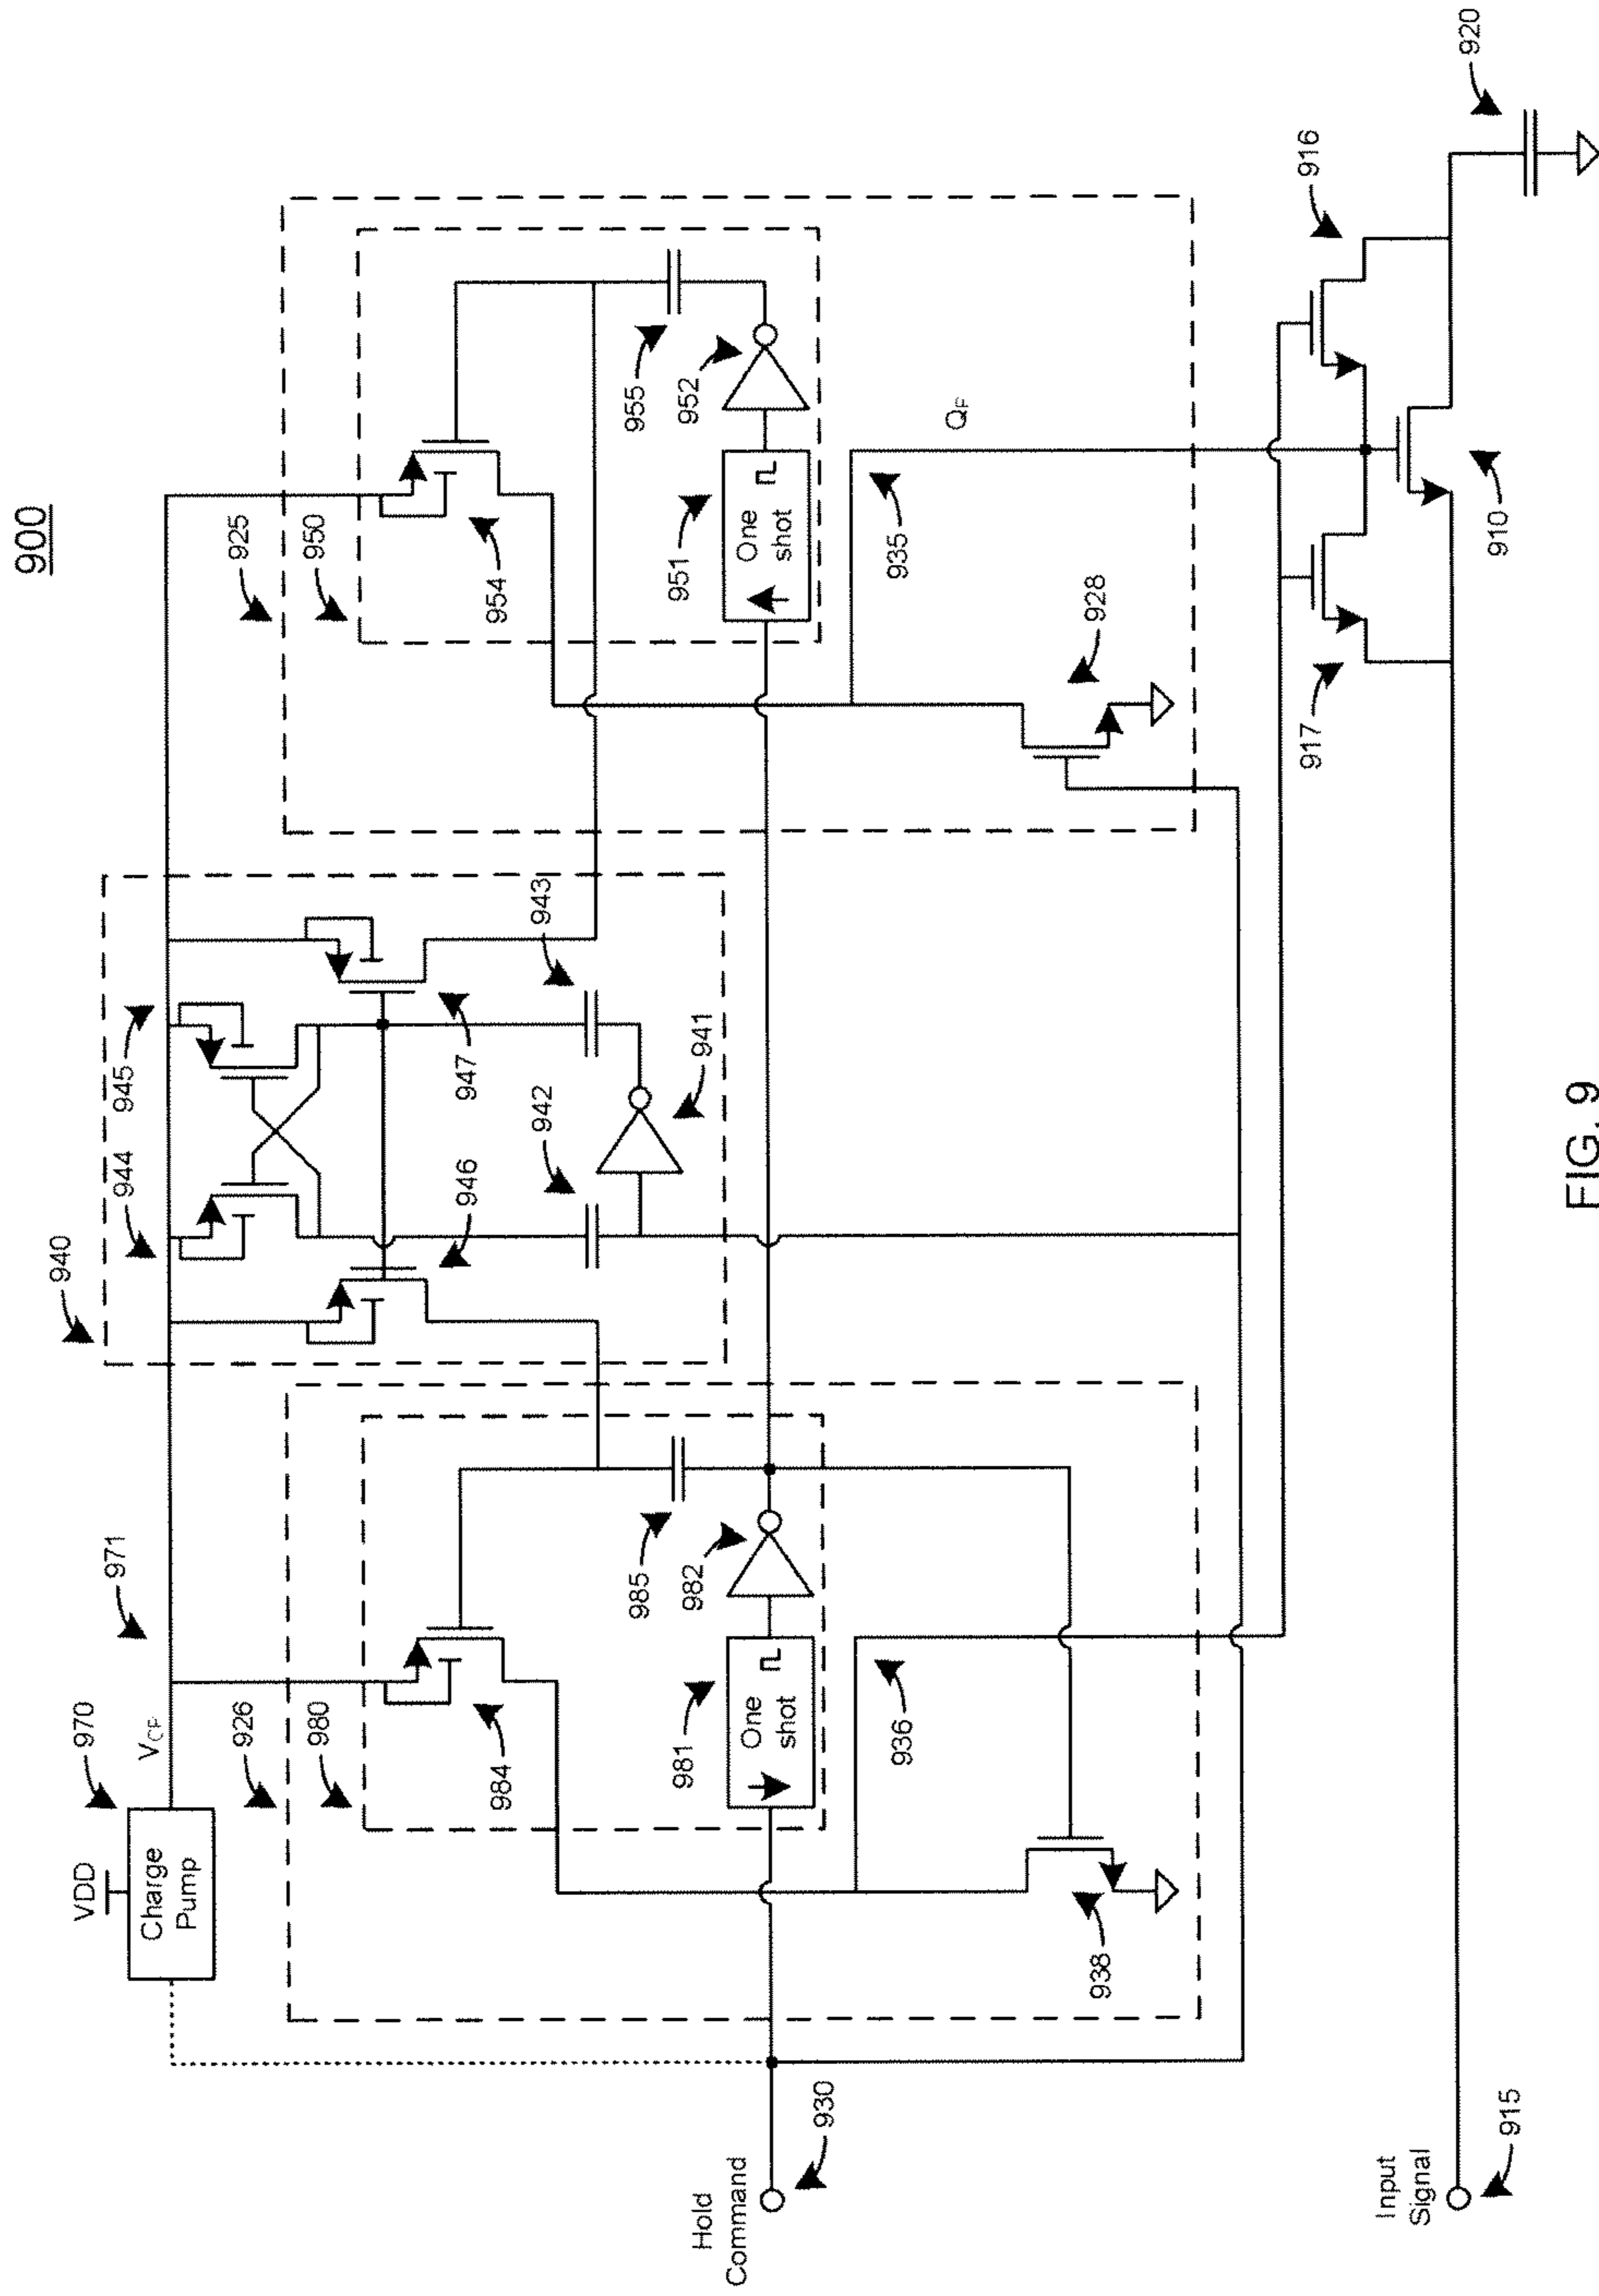 900
940
944
945
925
950
VDD
970
Charge
Pump
V_CP
971
926
980
984
946
947
954
942
943
941
985
982
981
One
shot
955
952
951
One
shot
936
935
Q_F
938
928
Hold
Command
930
917
916
920
910
Input
Signal
915
FIG. 9